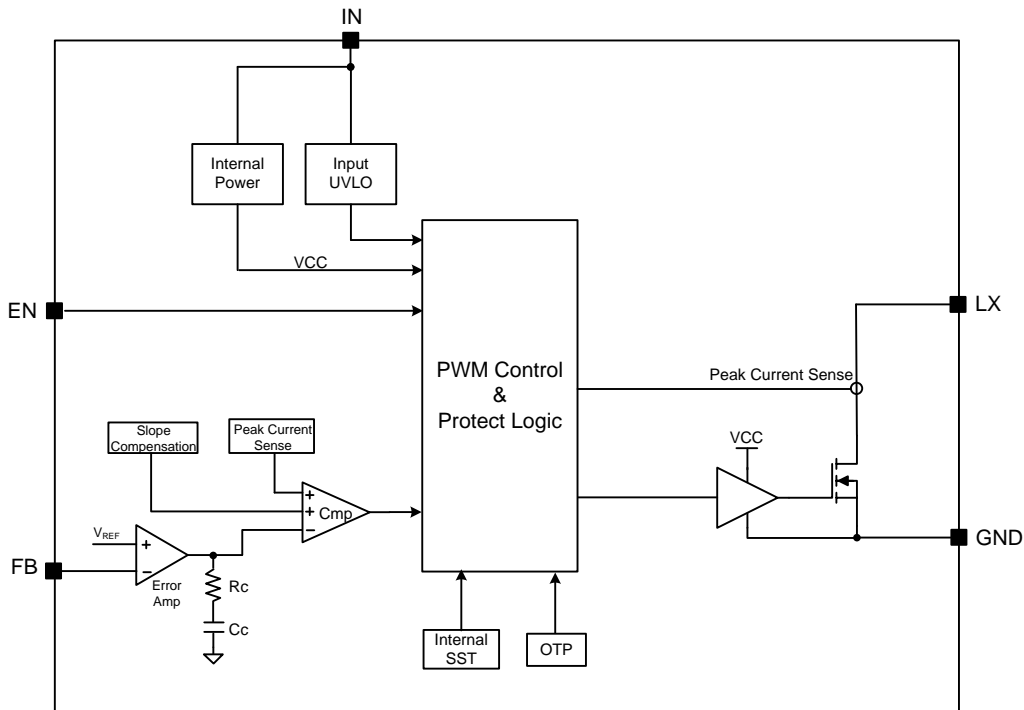 IN
Internal
Power
Input
UVLO
VCC
EN
LX
PWM Control
&
Protect Logic
Peak Current Sense
Slope
Compensation
Peak Current
Sense
VCC
+
+
−
Cmp
VREF
+
−
Error
Amp
FB
GND
Rc
Cc
Internal
SST
OTP